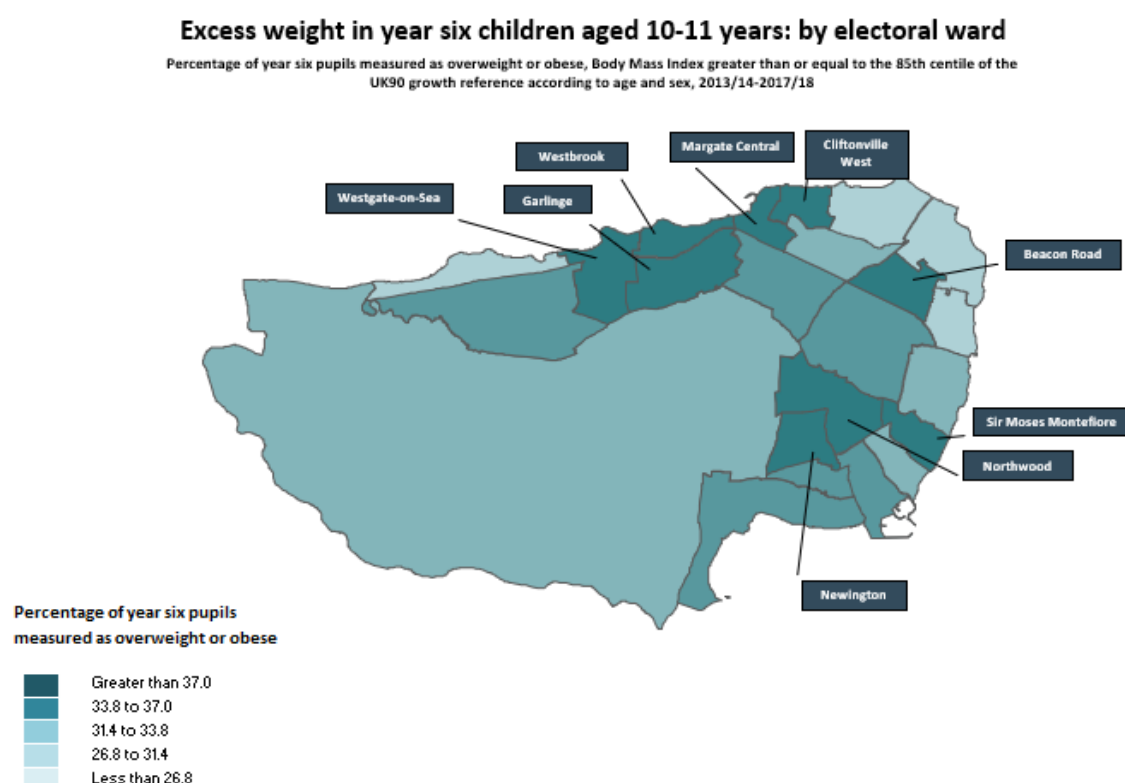 Excess weight in year six children aged 10-11 years: by electoral ward
Percentage of year six pupils measured as overweight or obese, Body Mass Index greater than or equal to the 85th centile of the
UK90 growth reference according to age and sex, 2013/14-2017/18
Margate Central
Cliftonville
West
Westbrook
Westgate-on-Sea
Garlinge
Beacon Road
Sir Moses Montefiore
Northwood
Newington
Percentage of year six pupils
measured as overweight or obese
Greater than 37.0
33.8 to 37.0
31.4 to 33.8
26.8 to 31.4
Less than 26.8